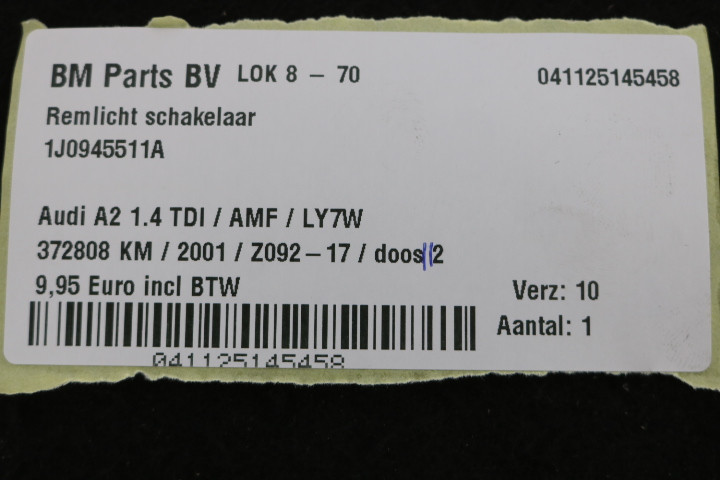 BM Parts BV LOK 8 – 70 041125145458
Remlicht schakelaar
1J0945511A
Audi A2 1.4 TDI / AMF / LY7W
372808 KM / 2001 / Z092–17 / doos 2
9,95 Euro incl BTW
Verz: 10
Aantal: 1
041125145458